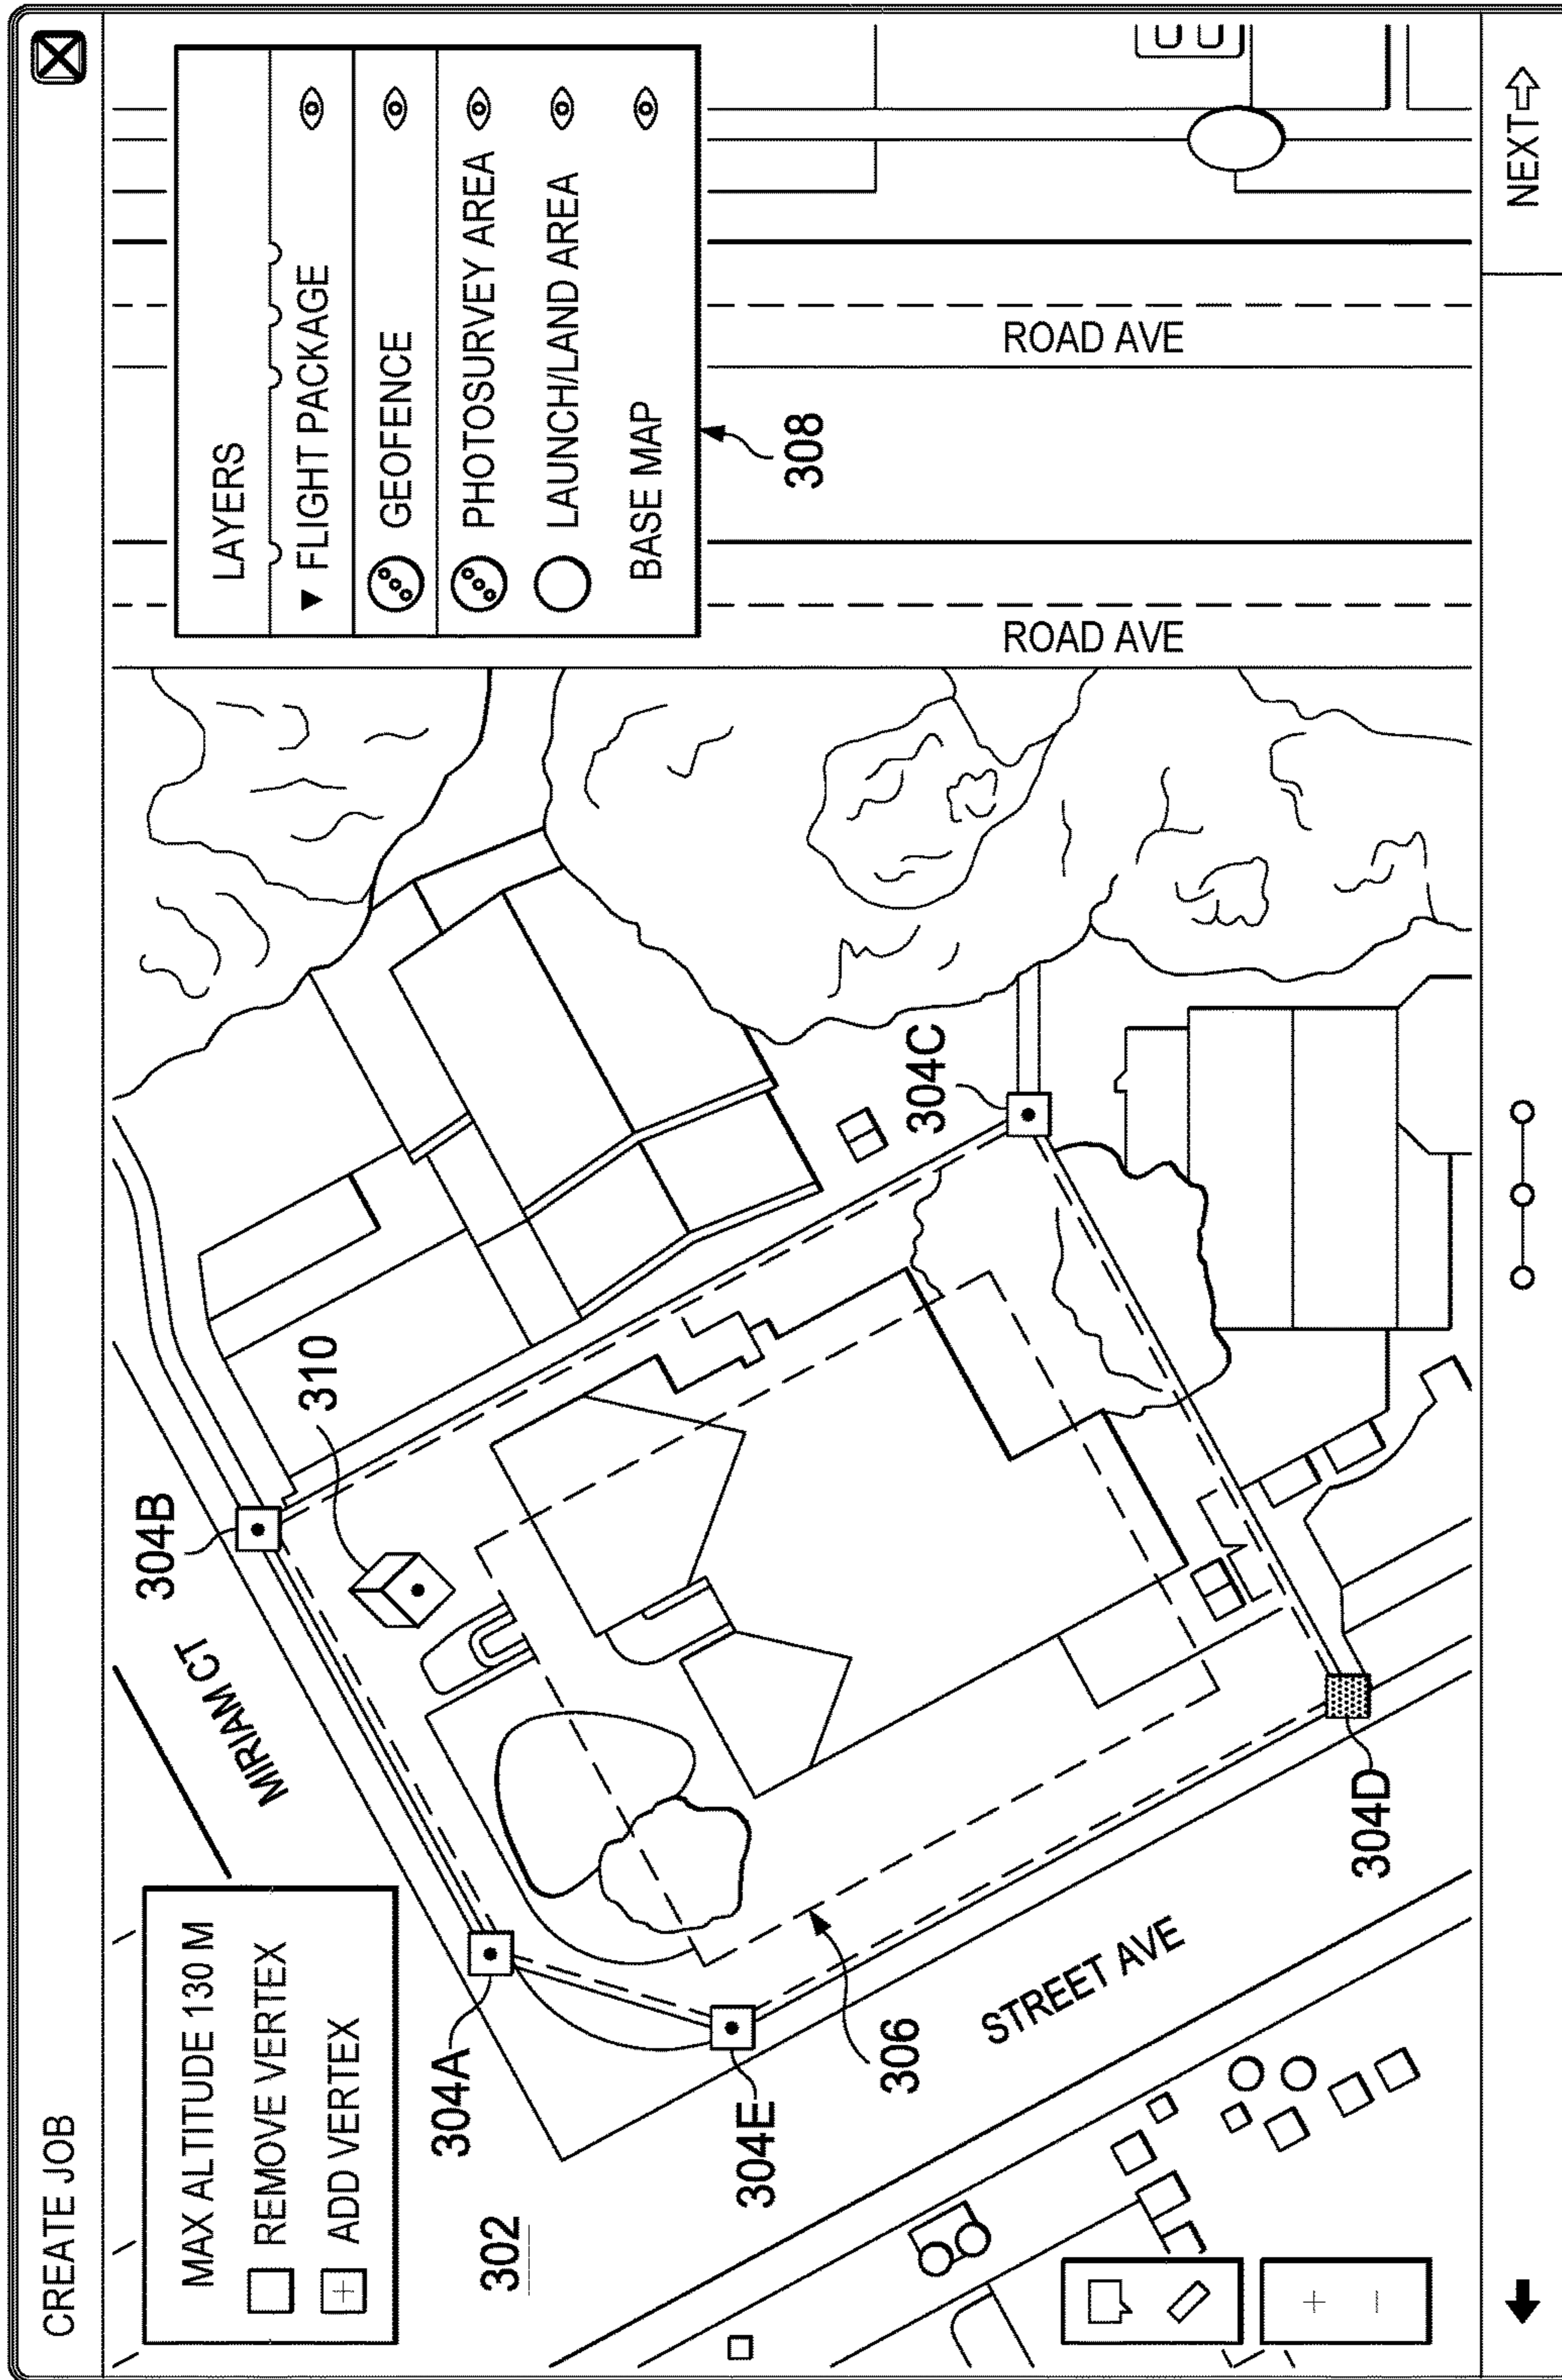 CREATE JOB
MAX ALTITUDE 130 M
REMOVE VERTEX
+ ADD VERTEX
302
MIRIAM CT
304B
310
304A
304E
306
STREET AVE
304D
304C
LAYERS
▼ FLIGHT PACKAGE
GEOFENCE
PHOTOSURVEY AREA
LAUNCH/LAND AREA
BASE MAP
308
ROAD AVE
ROAD AVE
+
−
NEXT